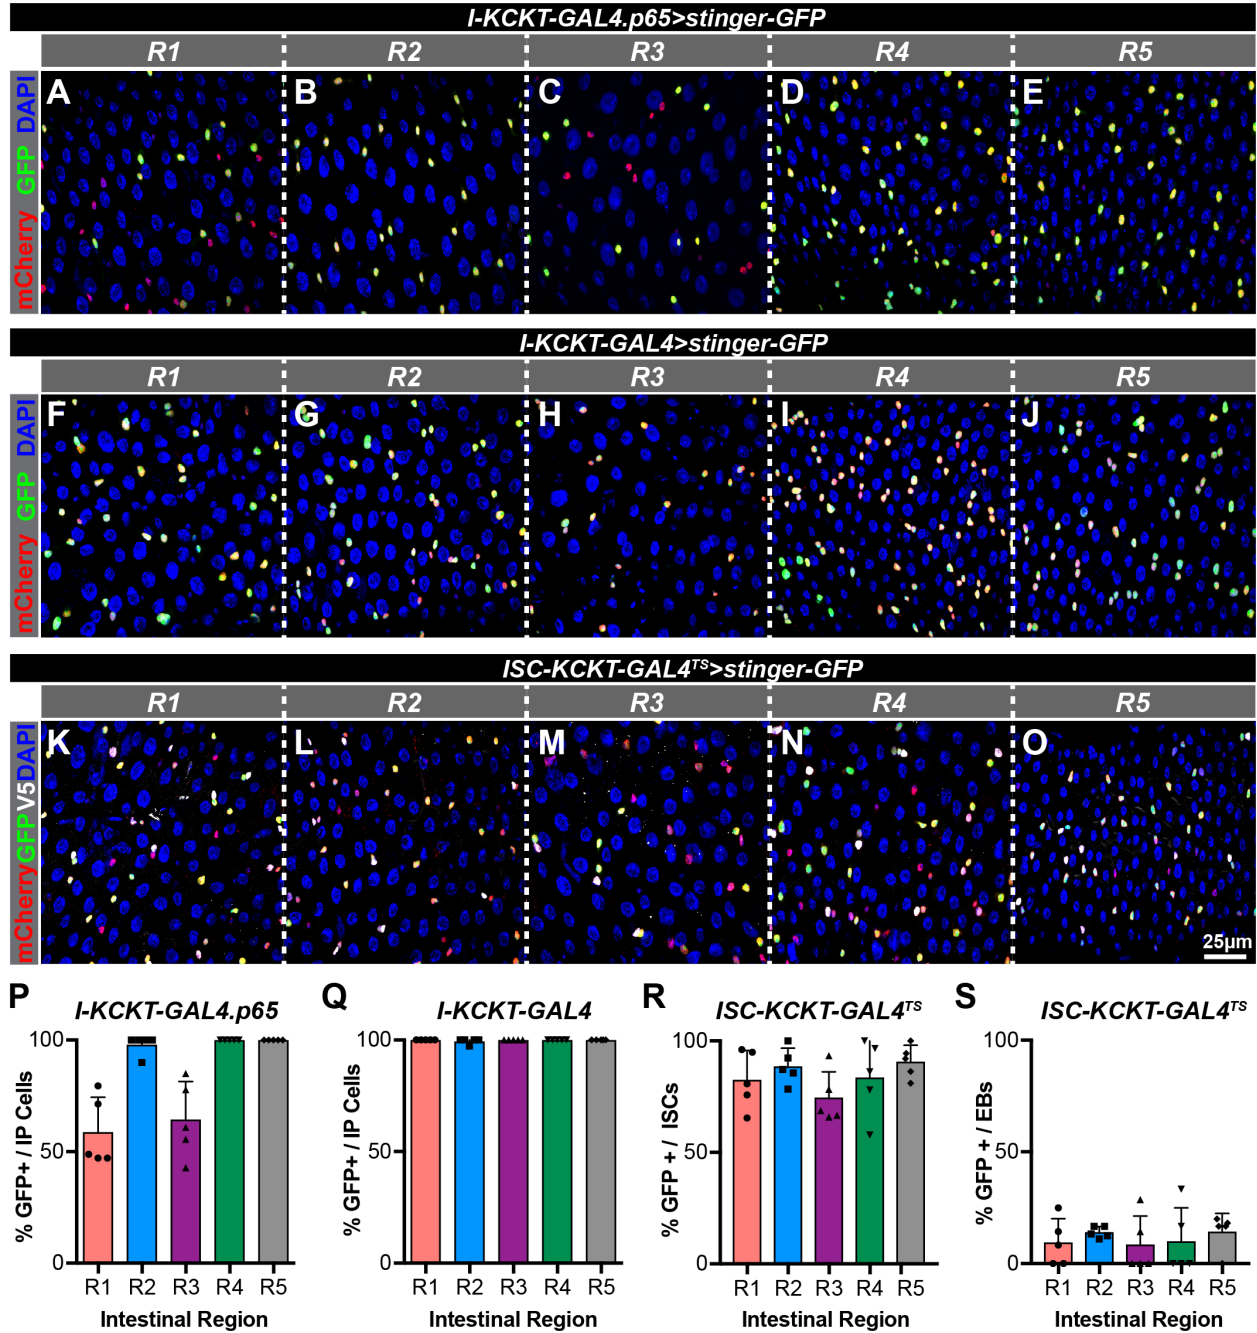 I-KCKT-GAL4.p65>stinger-GFP
R1 R2 R3 R4 R5
mCherry GFP DAPI
A B C D E
I-KCKT-GAL4>stinger-GFP
R1 R2 R3 R4 R5
mCherry GFP DAPI
F G H I J
ISC-KCKT-GAL4TS>stinger-GFP
R1 R2 R3 R4 R5
mCherryGFP V5DAPI
K L M N O
25µm
P I-KCKT-GAL4.p65
% GFP+ / IP Cells
100
50
0
R1 R2 R3 R4 R5
Intestinal Region
Q I-KCKT-GAL4
% GFP+ / IP Cells
100
50
0
R1 R2 R3 R4 R5
Intestinal Region
R ISC-KCKT-GAL4TS
% GFP + / ISCs
100
50
0
R1 R2 R3 R4 R5
Intestinal Region
S ISC-KCKT-GAL4TS
% GFP + / EBs
100
50
0
R1 R2 R3 R4 R5
Intestinal Region